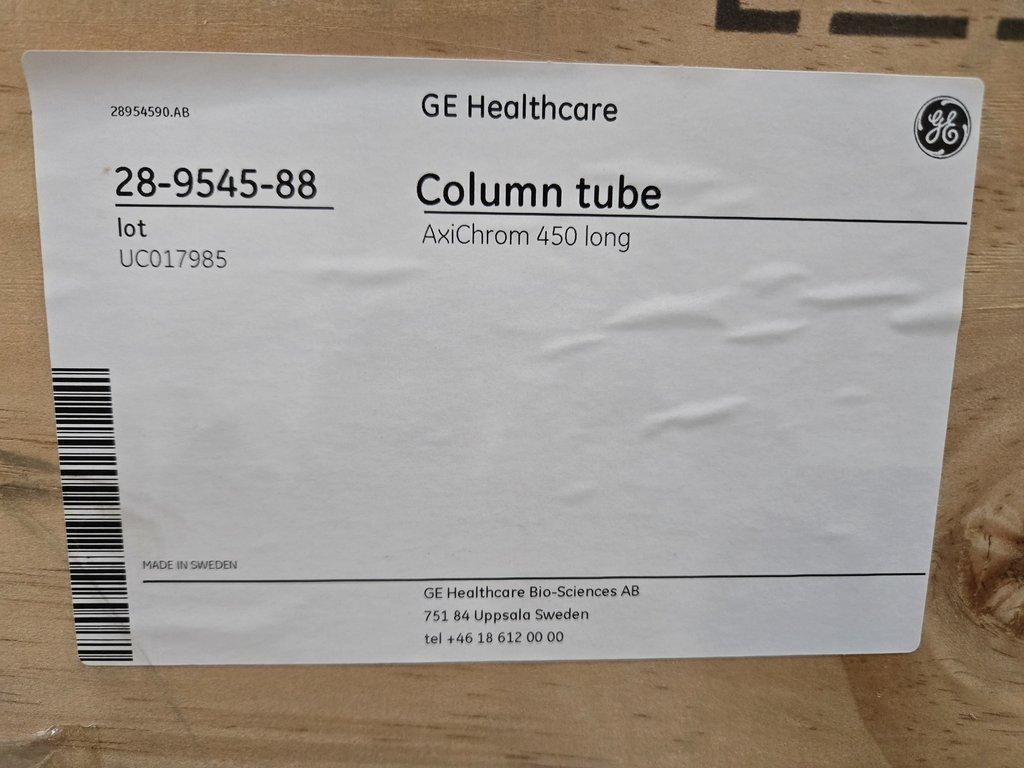 28954590.AB
GE Healthcare
GE
28-9545-88
Column tube
lot
AxiChrom 450 long
UC017985
MADE IN SWEDEN
GE Healthcare Bio-Sciences AB
751 84 Uppsala Sweden
tel +46 18 612 00 00